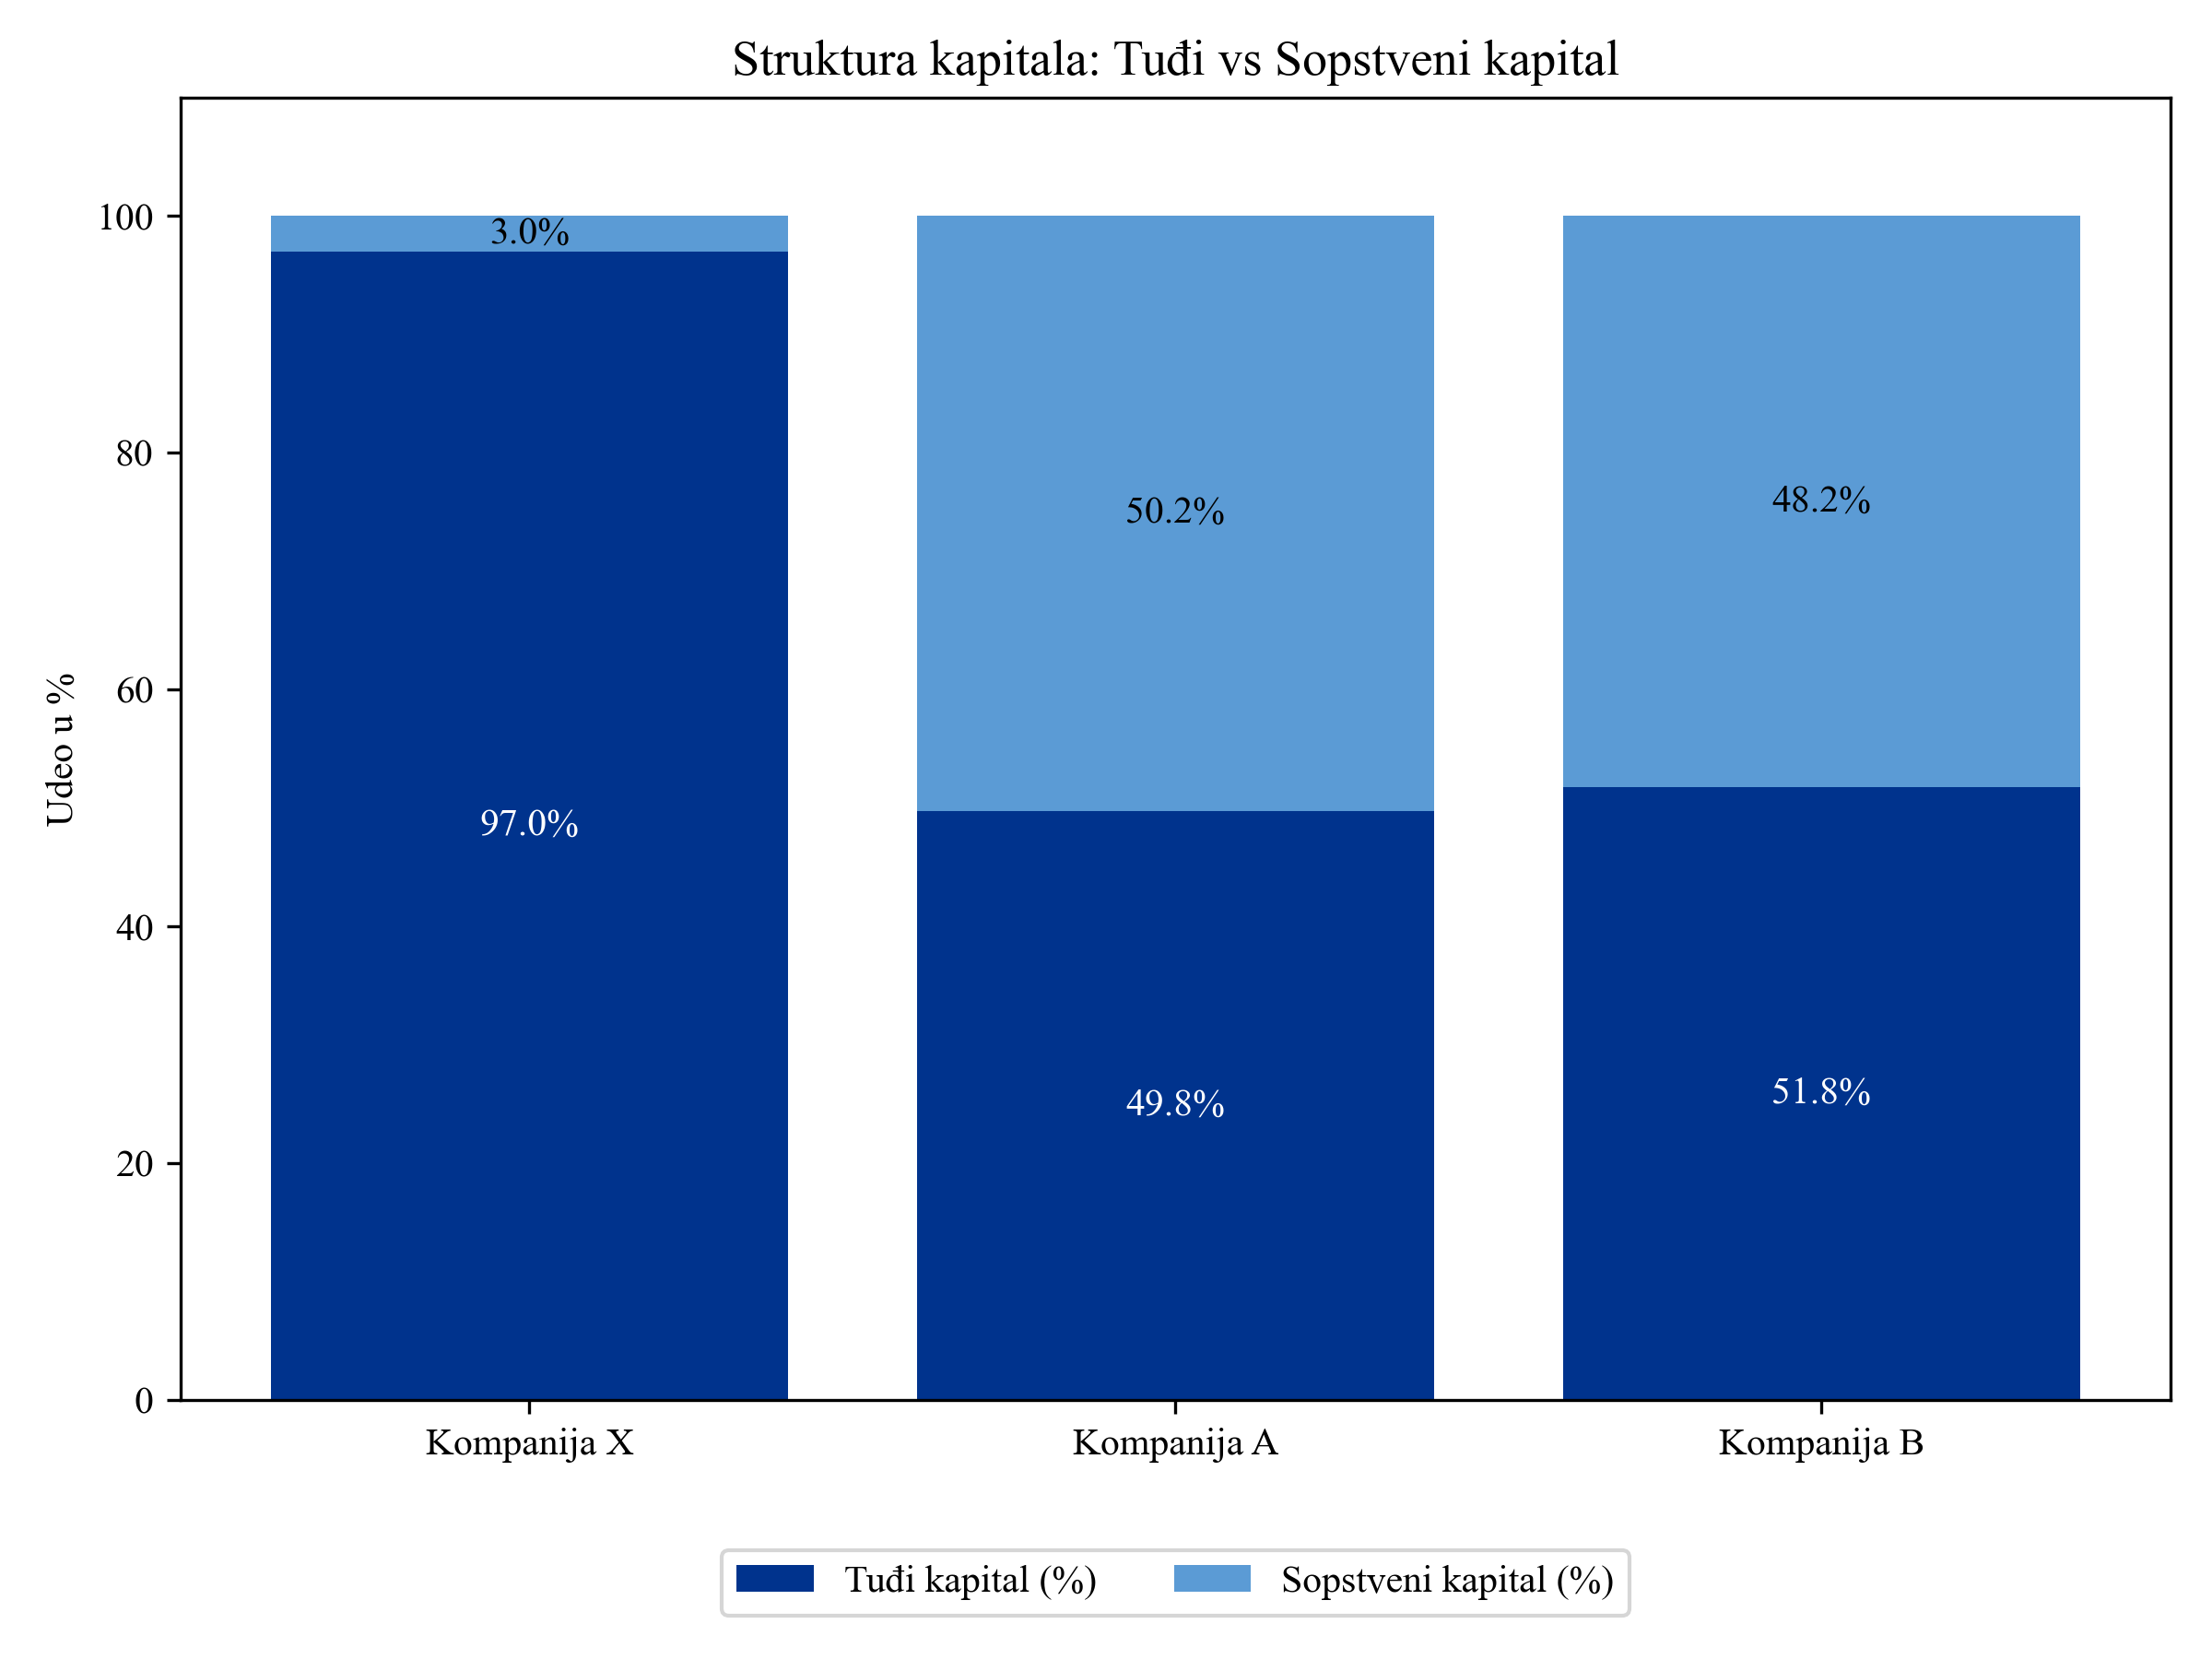 Struktura kapitala: Tuđi vs Sopstveni kapital
Udeo u %
100
80
60
40
20
0
3.0%
97.0%
50.2%
49.8%
48.2%
51.8%
Kompanija X
Kompanija A
Kompanija B
Tuđi kapital (%)
Sopstveni kapital (%)